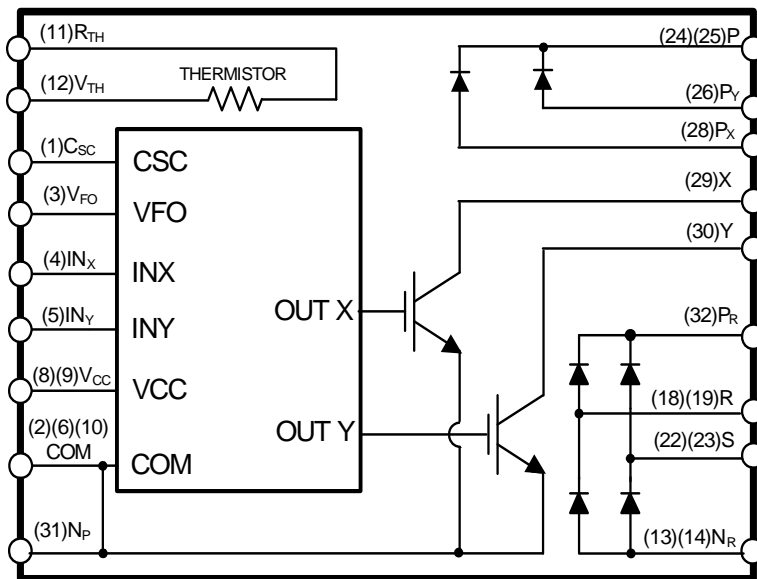 (11)RTH
(12)VTH
THERMISTOR
(1)CSC
(3)VFO
(4)INX
(5)INY
(8)(9)VCC
(2)(6)(10)
COM
(31)NP
CSC
VFO
INX
INY
VCC
COM
OUT X
OUT Y
(24)(25)P
(26)PY
(28)PX
(29)X
(30)Y
(32)PR
(18)(19)R
(22)(23)S
(13)(14)NR